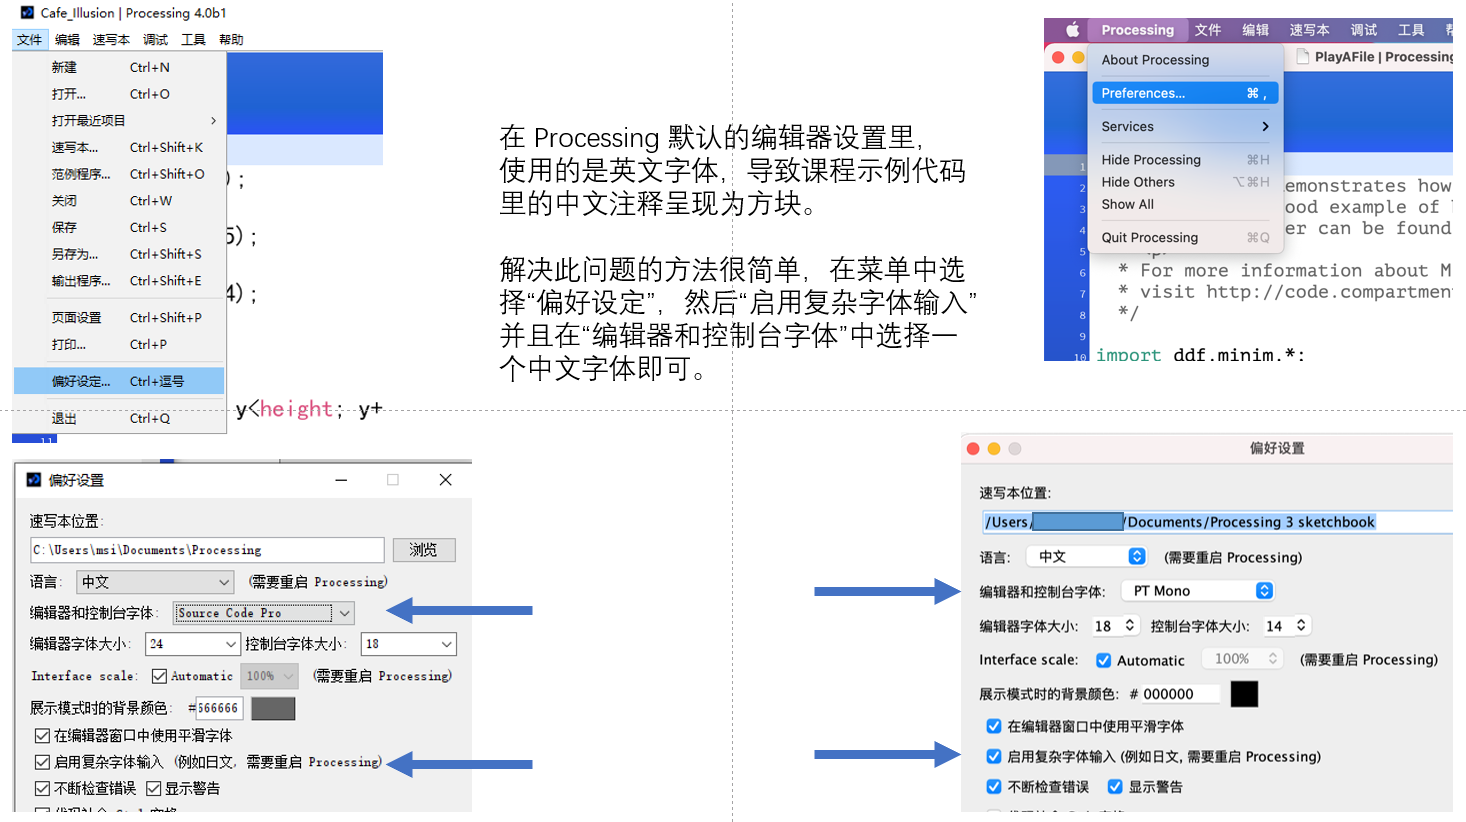 Cafe_Illusion | Processing 4.0b1
文件 编辑 速写本 调试 工具 帮助
新建 Ctrl+N
打开... Ctrl+O
打开最近项目 >
速写本... Ctrl+Shift+K
范例程序... Ctrl+Shift+O
关闭 Ctrl+W
保存 Ctrl+S
另存为... Ctrl+Shift+S
输出程序... Ctrl+Shift+E
页面设置 Ctrl+Shift+P
打印... Ctrl+P
偏好设定... Ctrl+逗号
退出 Ctrl+Q
);
5);
4);
y<height; y+
11
在 Processing 默认的编辑器设置里，
使用的是英文字体，导致课程示例代码
里的中文注释呈现为方块。
解决此问题的方法很简单，在菜单中选
择“偏好设定”，然后“启用复杂字体输入”
并且在“编辑器和控制台字体”中选择一
个中文字体即可。
Processing 文件 编辑 速写本 调试 工具
PlayAFile | Processing
About Processing
Preferences... ⌘ ,
Services >
Hide Processing ⌘H
Hide Others ⌥⌘H
Show All
Quit Processing ⌘Q
1
2 emonstrates how
3 ood example of
4 er can be found
5 <p>
6 * For more information about M
7 * visit http://code.compartmen
8 */
9
10 import ddf.minim.*;
偏好设置
速写本位置:
C:\Users\msi\Documents\Processing 浏览
语言: 中文 (需要重启 Processing)
编辑器和控制台字体: Source Code Pro
编辑器字体大小: 24 控制台字体大小: 18
Interface scale: Automatic 100% (需要重启 Processing)
展示模式时的背景颜色: #666666
在编辑器窗口中使用平滑字体
启用复杂字体输入 (例如日文, 需要重启 Processing)
不断检查错误 显示警告
偏好设置
速写本位置:
/Users/ /Documents/Processing 3 sketchbook
语言: 中文 (需要重启 Processing)
编辑器和控制台字体: PT Mono
编辑器字体大小: 18 控制台字体大小: 14
Interface scale: Automatic 100% (需要重启 Processing)
展示模式时的背景颜色: # 000000
在编辑器窗口中使用平滑字体
启用复杂字体输入 (例如日文, 需要重启 Processing)
不断检查错误 显示警告